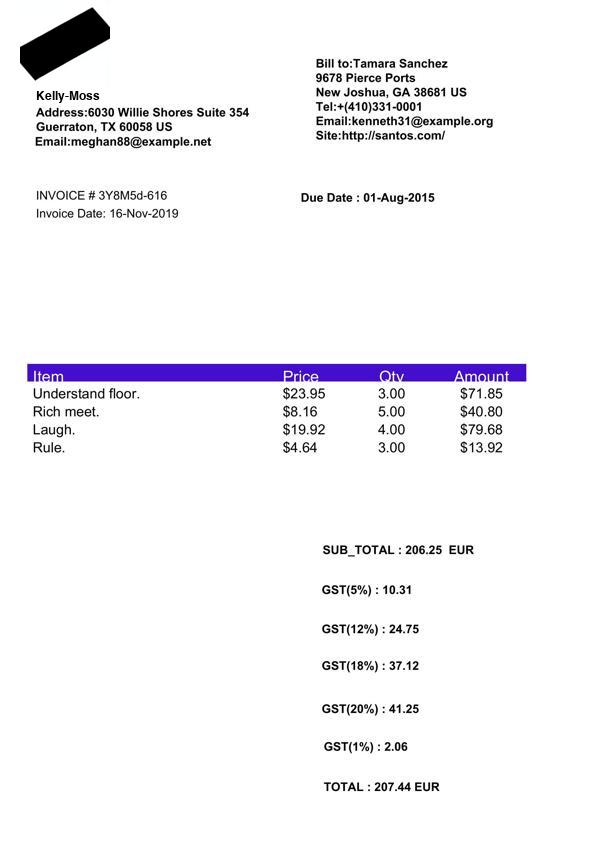 Kelly-Moss
Address:6030 Willie Shores Suite 354
Guerraton, TX 60058 US
Email:meghan88@example.net
Bill to:Tamara Sanchez
9678 Pierce Ports
New Joshua, GA 38681 US
Tel:+(410)331-0001
Email:kenneth31@example.org
Site:http://santos.com/
INVOICE # 3Y8M5d-616
Invoice Date: 16-Nov-2019
Due Date : 01-Aug-2015
Item Price Qty Amount
Understand floor. $23.95 3.00 $71.85
Rich meet. $8.16 5.00 $40.80
Laugh. $19.92 4.00 $79.68
Rule. $4.64 3.00 $13.92
SUB_TOTAL : 206.25 EUR
GST(5%) : 10.31
GST(12%) : 24.75
GST(18%) : 37.12
GST(20%) : 41.25
GST(1%) : 2.06
TOTAL : 207.44 EUR